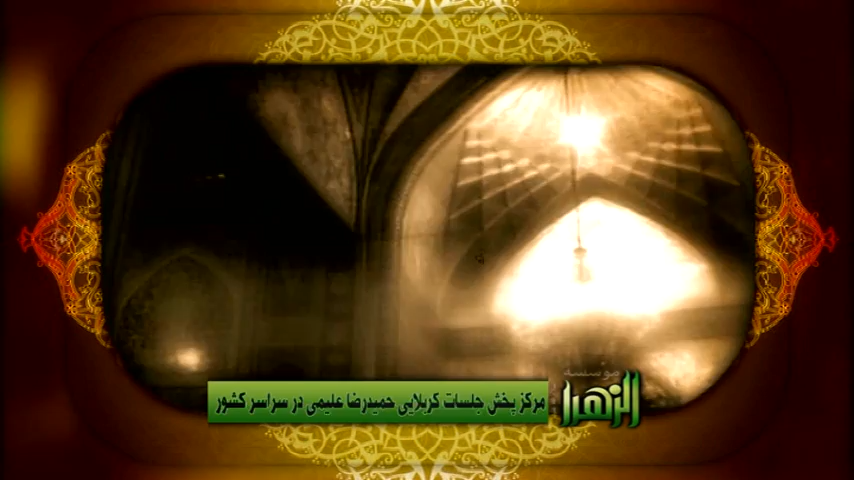 موسسه
الزهرا
مرکز پخش جلسات کربلایی حمیدرضا علیمی در سراسر کشور